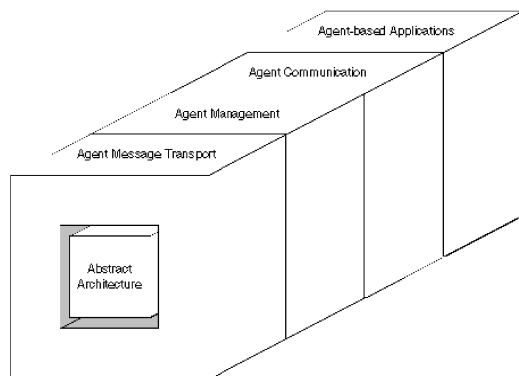 Agent-based Applications
Agent Communication
Agent Management
Agent Message Transport
Abstract
Architecture